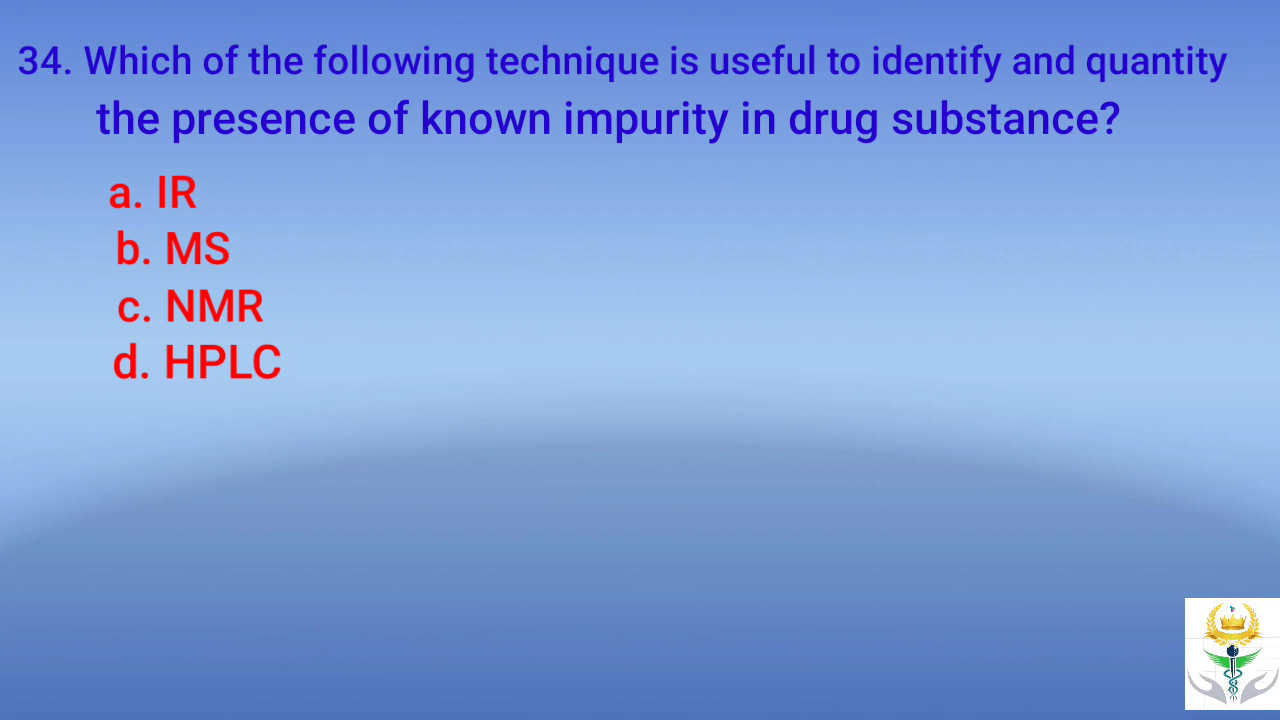 34. Which of the following technique is useful to identify and quantity
the presence of known impurity in drug substance?
a. IR
b. MS
c. NMR
d. HPLC